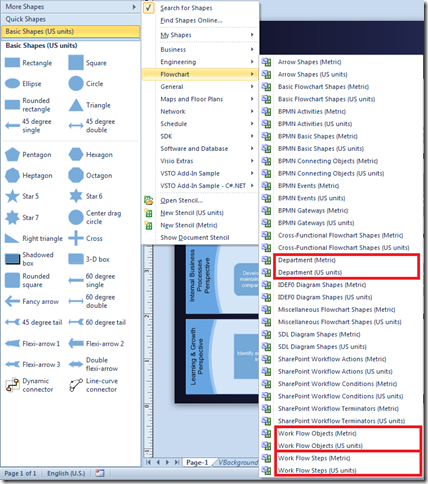 More Shapes
Quick Shapes
Basic Shapes (US units)
Basic Shapes (US units)
Rectangle
Square
Ellipse
Circle
Rounded rectangle
Triangle
45 degree single
45 degree double
Pentagon
Hexagon
Heptagon
Octagon
Star 5
Star 6
Star 7
Center drag circle
Right triangle
Cross
Shadowed box
3-D box
Rounded square
60 degree single
Fancy arrow
60 degree double
45 degree tail
60 degree tail
Flexi-arrow 1
Flexi-arrow 2
Flexi-arrow 3
Double flexi-arrow
Dynamic connector
Line-curve connector
Page 1 of 1
English (U.S.)
Search for Shapes
Find Shapes Online...
My Shapes
Business
Engineering
Flowchart
General
Maps and Floor Plans
Network
Schedule
SDK
Software and Database
Visio Extras
VSTO Add-In Sample
VSTO Add-In Sample - C#.NET
Open Stencil...
New Stencil (US units)
New Stencil (Metric)
Show Document Stencil
Arrow Shapes (Metric)
Arrow Shapes (US units)
Basic Flowchart Shapes (Metric)
Basic Flowchart Shapes (US units)
BPMN Activities (Metric)
BPMN Activities (US units)
BPMN Basic Shapes (Metric)
BPMN Basic Shapes (US units)
BPMN Connecting Objects (Metric)
BPMN Connecting Objects (US units)
BPMN Events (Metric)
BPMN Events (US units)
BPMN Gateways (Metric)
BPMN Gateways (US units)
Cross-Functional Flowchart Shapes (Metric)
Cross-Functional Flowchart Shapes (US units)
Department (Metric)
Department (US units)
IDEF0 Diagram Shapes (Metric)
IDEF0 Diagram Shapes (US units)
Miscellaneous Flowchart Shapes (Metric)
Miscellaneous Flowchart Shapes (US units)
SDL Diagram Shapes (Metric)
SDL Diagram Shapes (US units)
SharePoint Workflow Actions (Metric)
SharePoint Workflow Actions (US units)
SharePoint Workflow Conditions (Metric)
SharePoint Workflow Conditions (US units)
SharePoint Workflow Terminators (Metric)
SharePoint Workflow Terminators (US units)
Work Flow Objects (Metric)
Work Flow Objects (US units)
Work Flow Steps (Metric)
Work Flow Steps (US units)
Internal Business
Processes
Perspective
Learning & Growth
Perspective
Page-1
VBackground